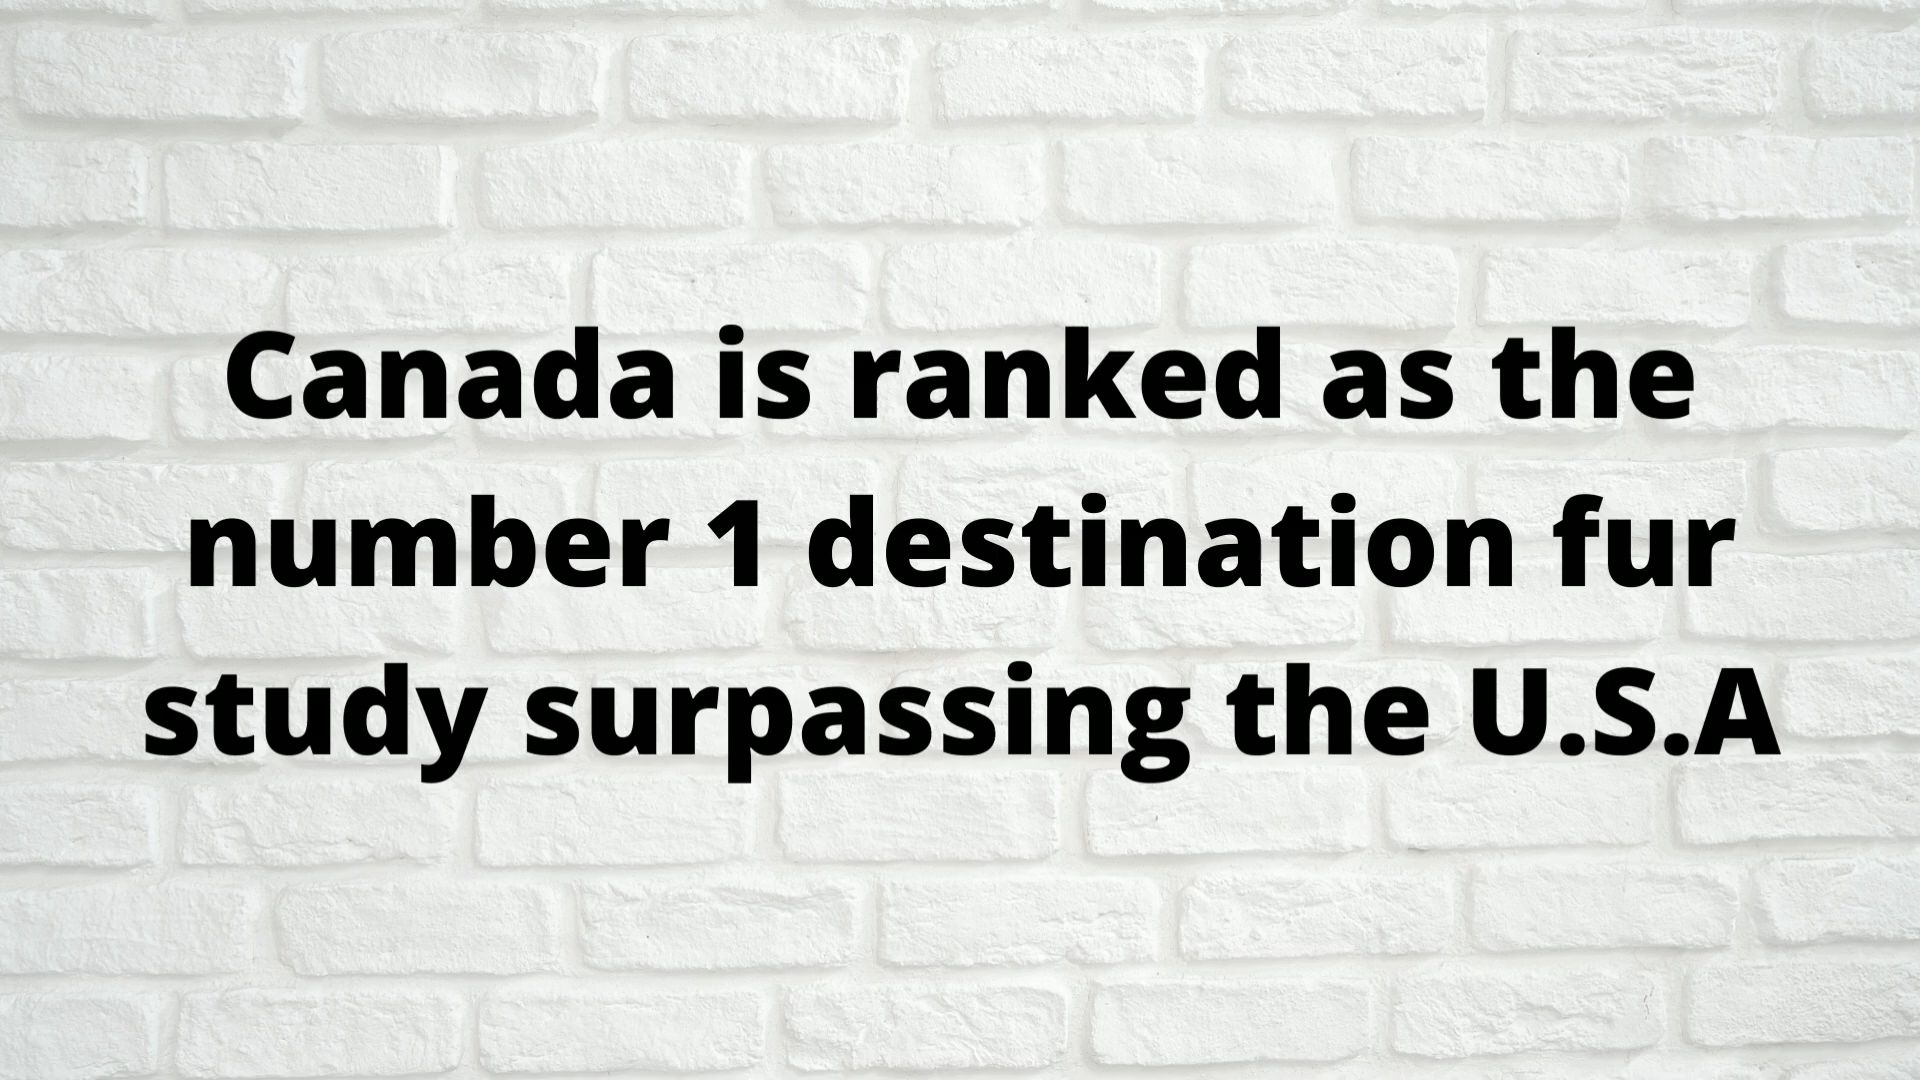 Canada is ranked as the
number 1 destination fur
study surpassing the U.S.A